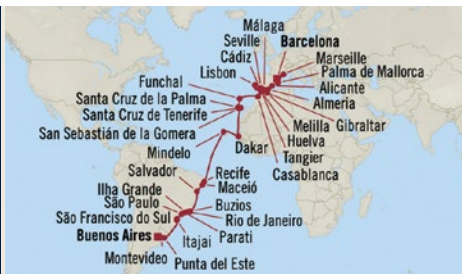 Málaga
Seville
Barcelona
Cádiz
Marseille
Lisbon
Palma de Mallorca
Funchal
Alicante
Santa Cruz de la Palma
Almeria
Santa Cruz de Tenerife
Melilla
Gibraltar
San Sebastián de la Gomera
Huelva
Dakar
Tangier
Mindelo
Casablanca
Salvador
Recife
Ilha Grande
Maceió
São Paulo
Buzios
São Francisco do Sul
Rio de Janeiro
Buenos Aires
Itajai
Parati
Montevideo
Punta del Este